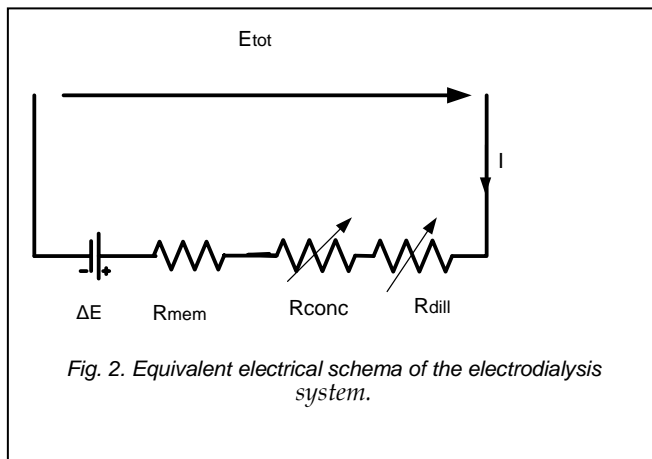 Etot
I
- +
ΔE
Rmem
Rconc
Rdill
Fig. 2. Equivalent electrical schema of the electrodialysis
system.